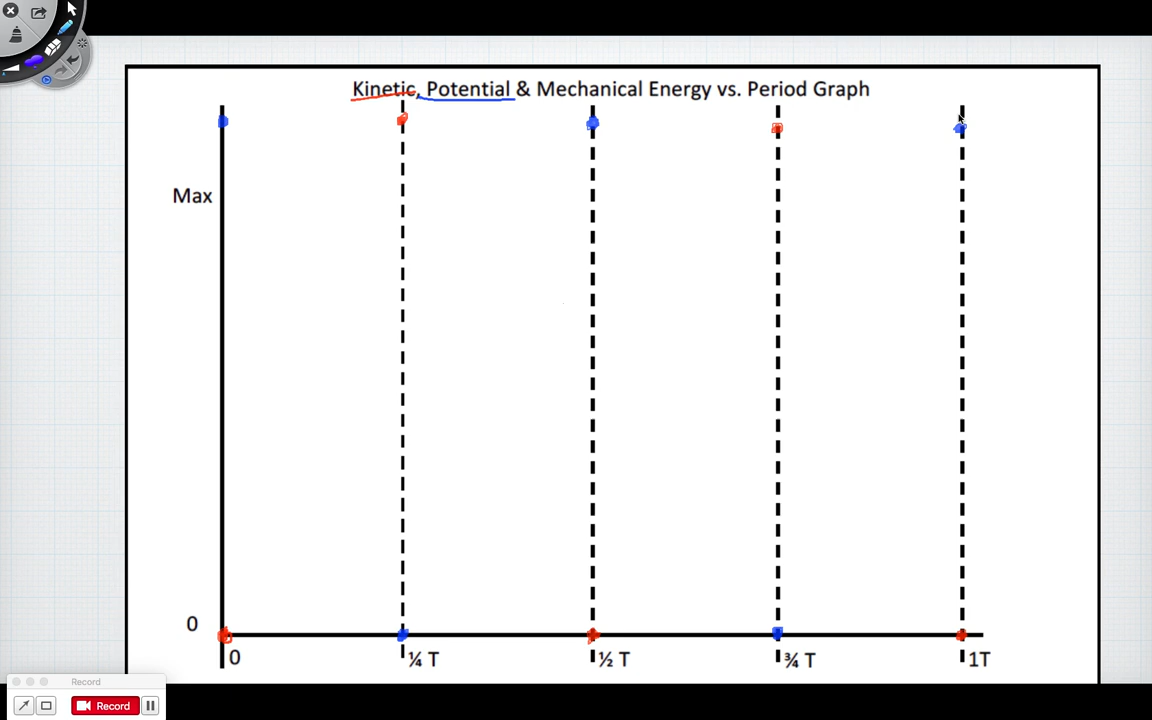 Kinetic, Potential & Mechanical Energy vs. Period Graph
Max
0
0
¼ T
½ T
¾ T
1T
Record
Record